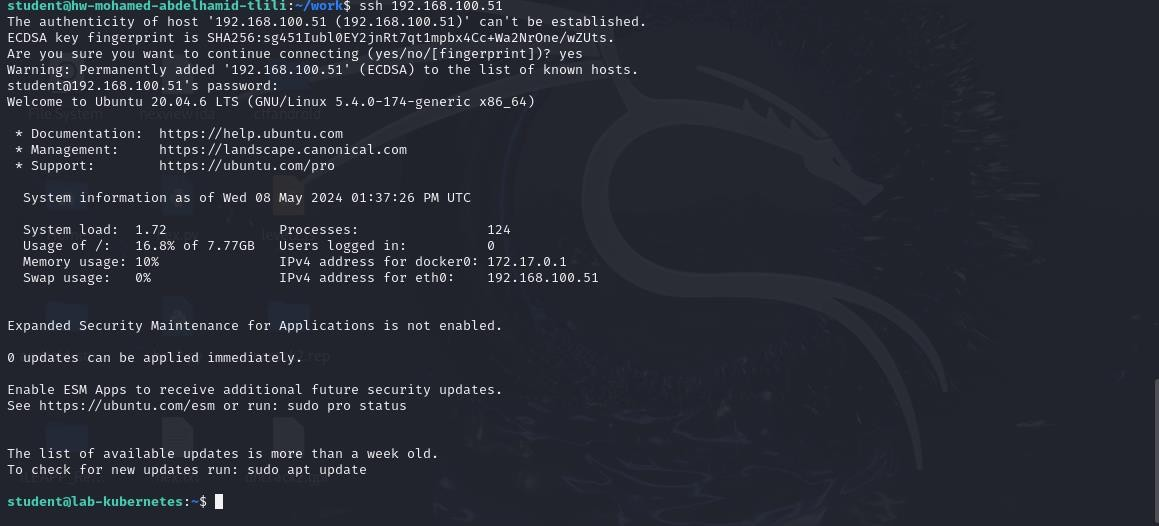 student@hw-mohamed-abdelhamid-tlili:~/work$ ssh 192.168.100.51
The authenticity of host '192.168.100.51 (192.168.100.51)' can't be established.
ECDSA key fingerprint is SHA256:sg451Iubl0EY2jnRt7qt1mpbx4Cc+Wa2NrOne/wZUts.
Are you sure you want to continue connecting (yes/no/[fingerprint])? yes
Warning: Permanently added '192.168.100.51' (ECDSA) to the list of known hosts.
student@192.168.100.51's password:
Welcome to Ubuntu 20.04.6 LTS (GNU/Linux 5.4.0-174-generic x86_64)
* Documentation:  https://help.ubuntu.com
* Management:     https://landscape.canonical.com
* Support:        https://ubuntu.com/pro
System information as of Wed 08 May 2024 01:37:26 PM UTC
System load:  1.72              Processes:                124
Usage of /:   16.8% of 7.77GB   Users logged in:          0
Memory usage: 10%               IPv4 address for docker0: 172.17.0.1
Swap usage:   0%                IPv4 address for eth0:    192.168.100.51
Expanded Security Maintenance for Applications is not enabled.
0 updates can be applied immediately.
Enable ESM Apps to receive additional future security updates.
See https://ubuntu.com/esm or run: sudo pro status
The list of available updates is more than a week old.
To check for new updates run: sudo apt update
student@lab-kubernetes:~$